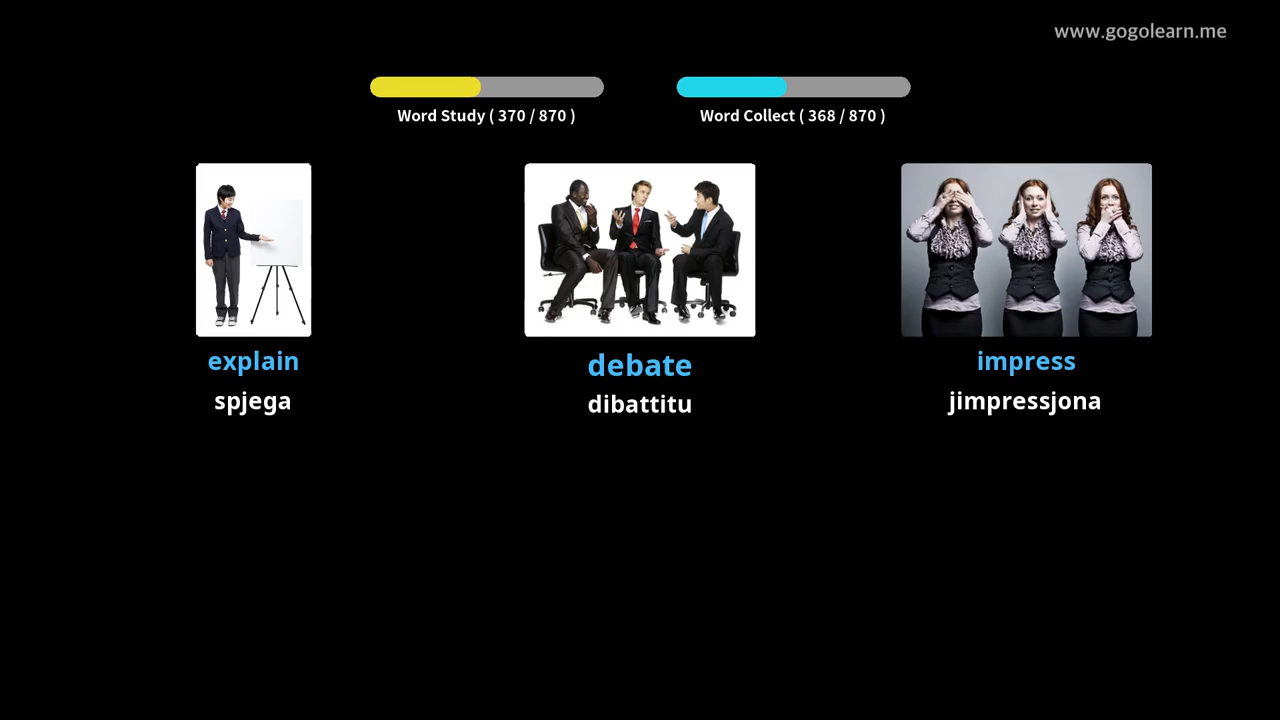 www.gogolearn.me
Word Study ( 370 / 870 )
Word Collect ( 368 / 870 )
explain
debate
impress
spjega
dibattitu
jimpressjona